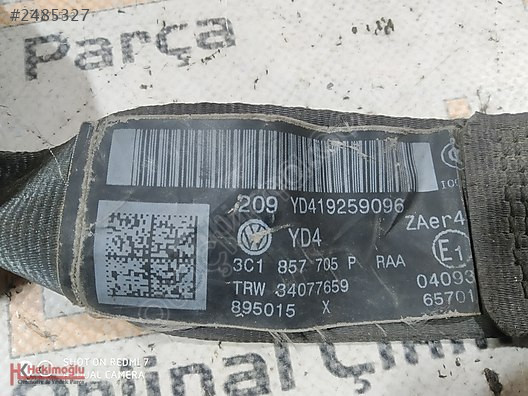 #2485327
Parça
209 YD419259096
YD4
3C1 857 705 P RAA
TRW 34077659
895015 X
ZAer4
E1
04093
65701
SHOT ON REDMI 7
AI DUAL CAMERA
Hekimoğlu